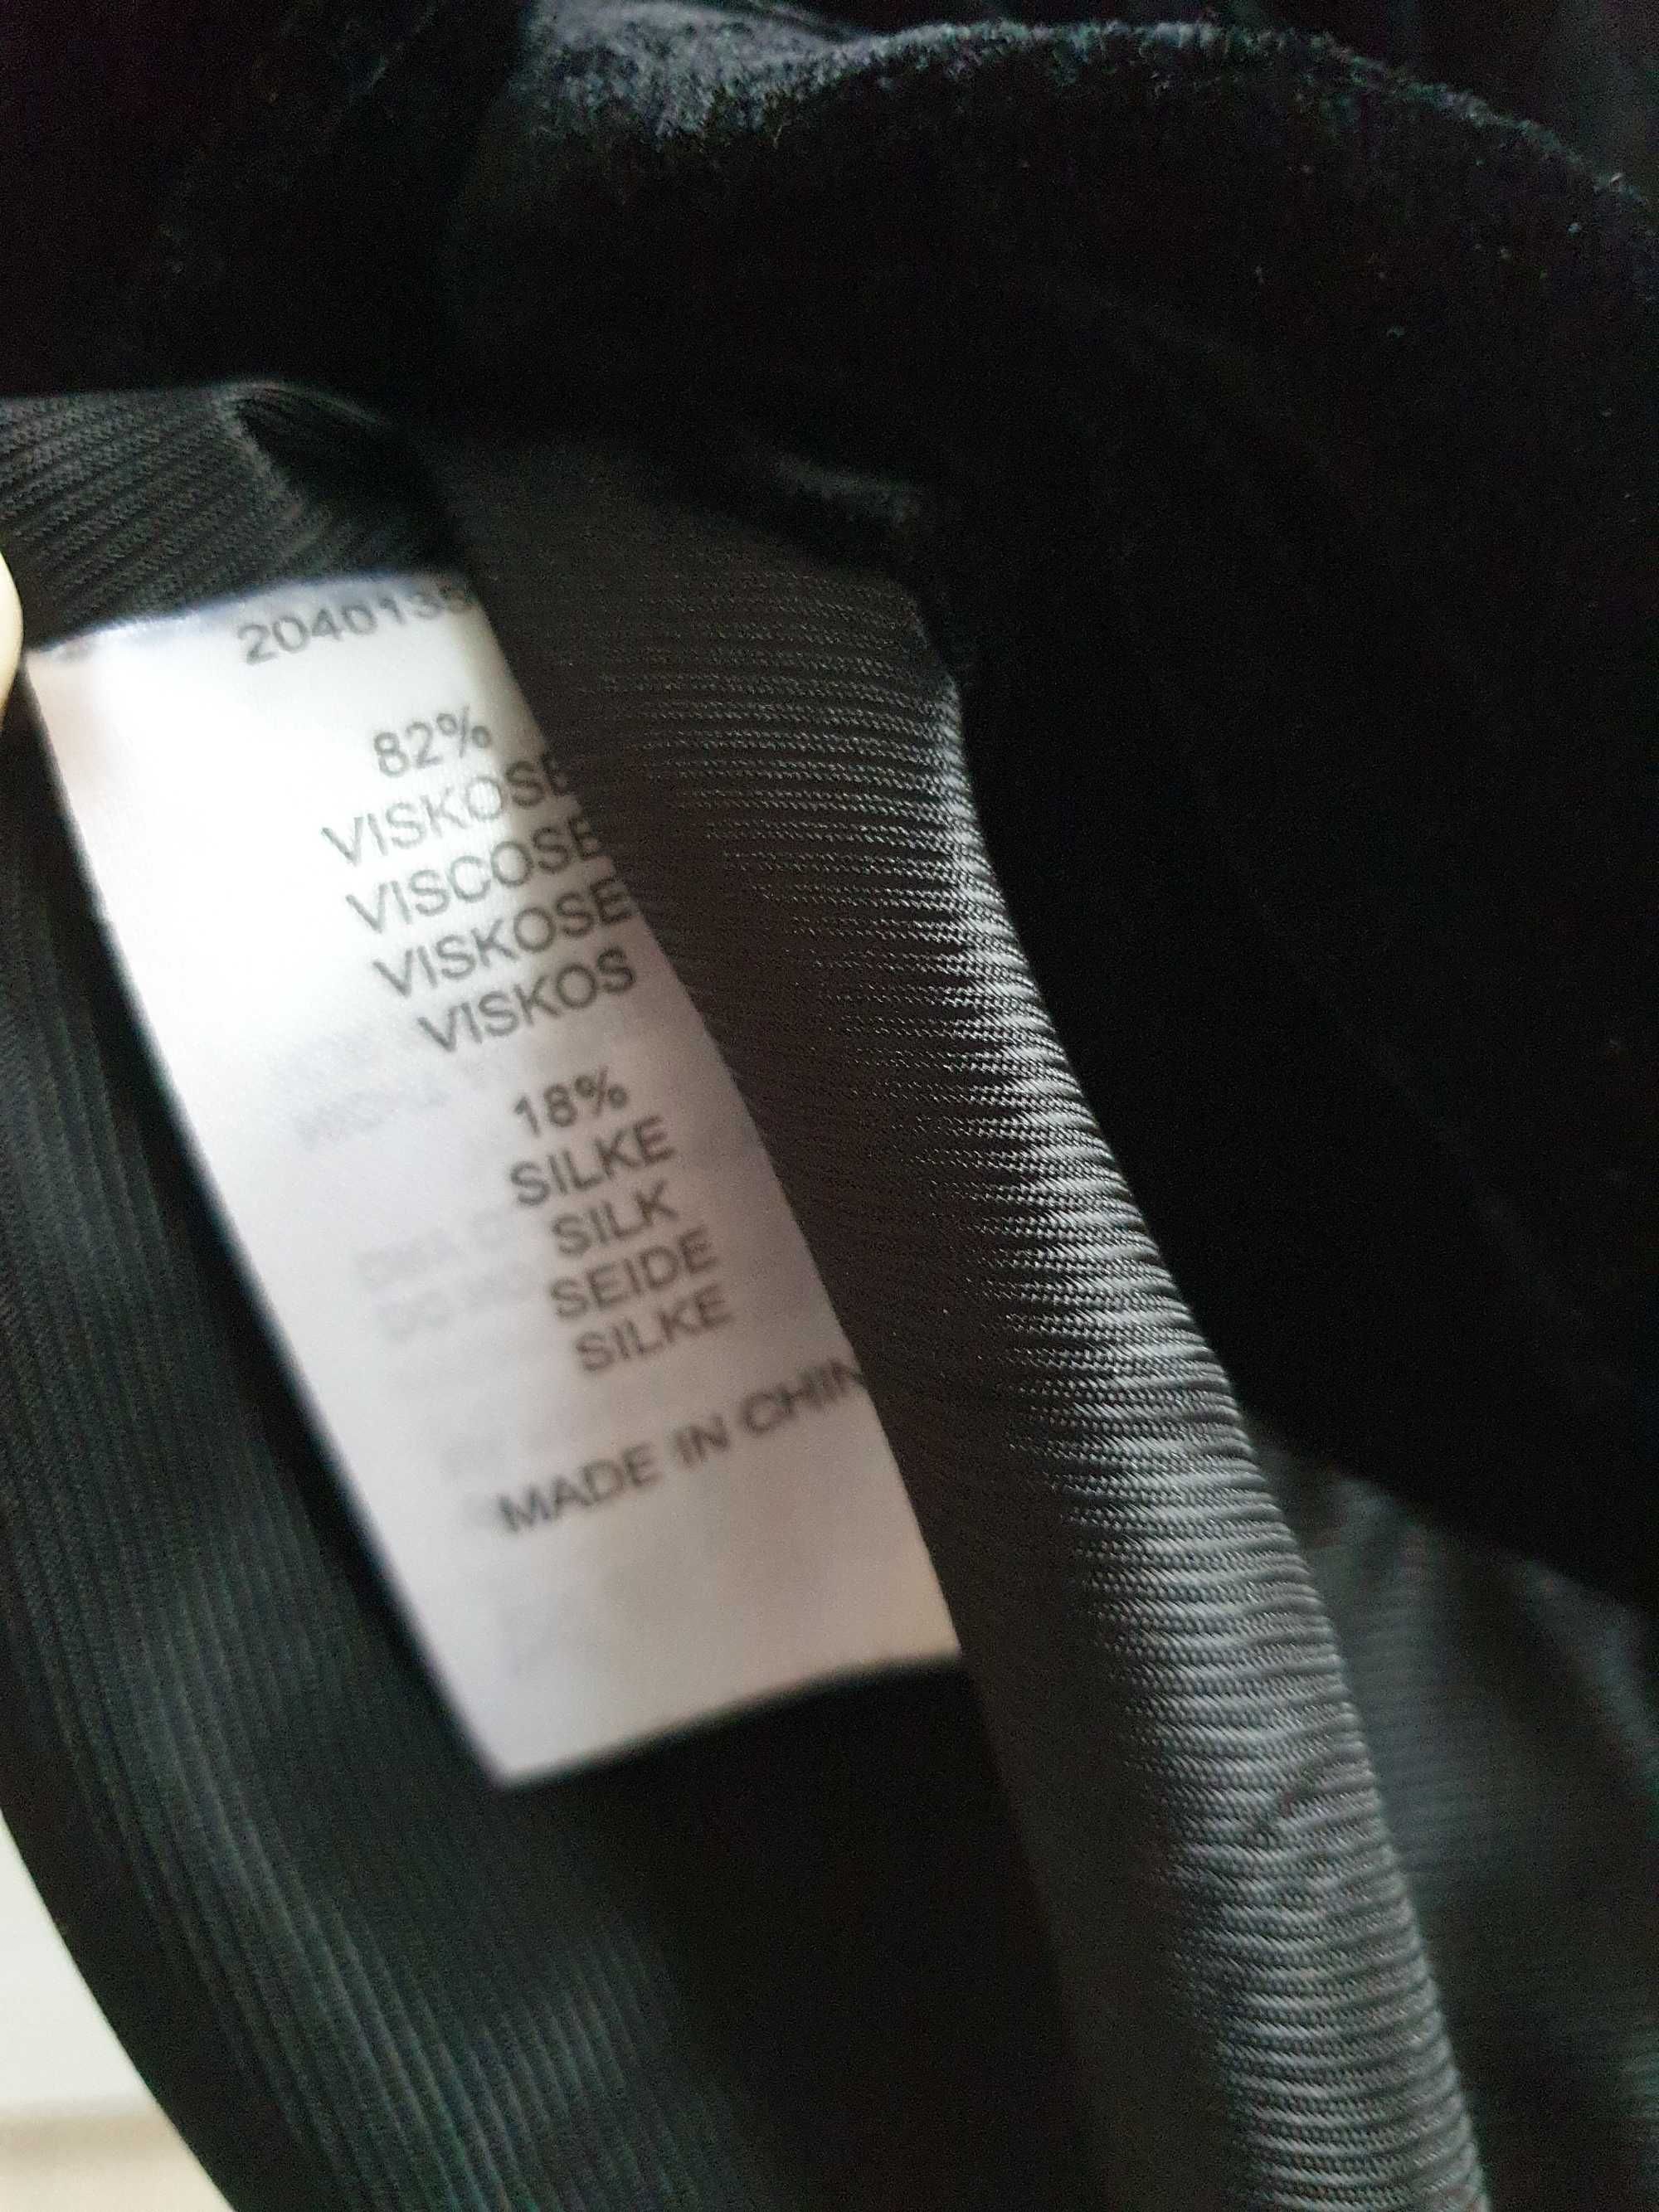 2040135
82%
VISKOSE
VISCOSE
VISKOSE
VISKOS
18%
SILKE
SILK
SEIDE
SILKE
MADE IN CHIN